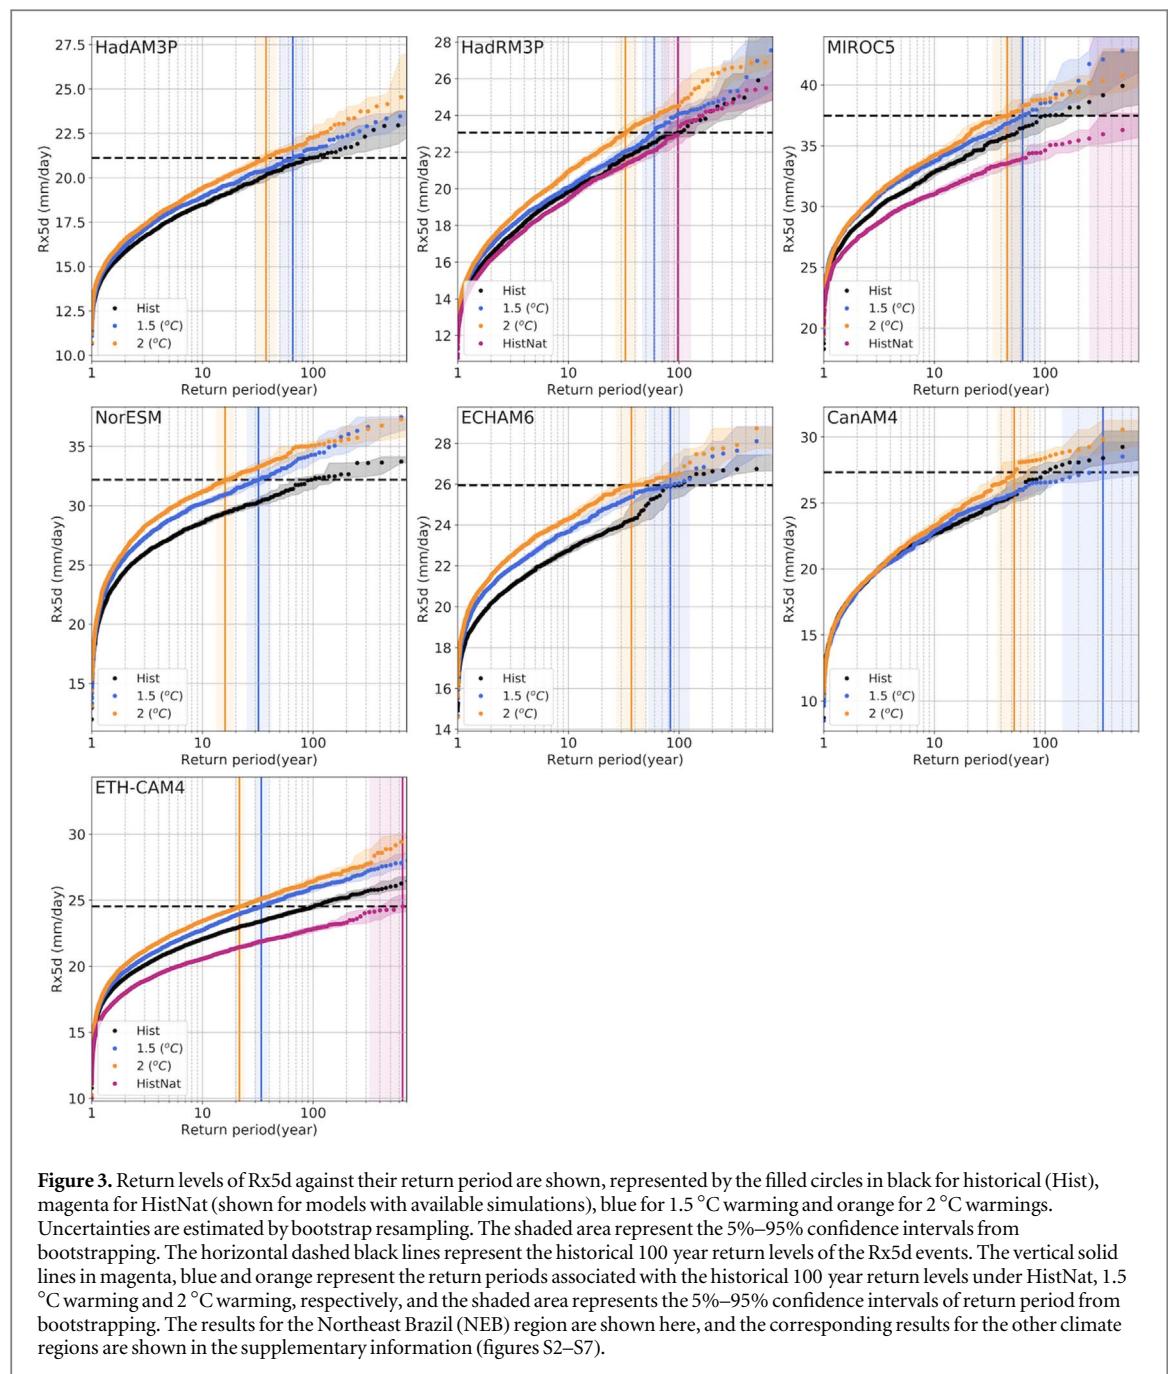 HadAM3P
27.5
25.0
22.5
20.0
17.5
15.0
12.5
10.0
Rx5d (mm/day)
Hist
1.5 (°C)
2 (°C)
1 10 100
Return period(year)
HadRM3P
28
26
24
22
20
18
16
14
12
Rx5d (mm/day)
Hist
1.5 (°C)
2 (°C)
HistNat
1 10 100
Return period(year)
MIROC5
40
35
30
25
20
Rx5d (mm/day)
Hist
1.5 (°C)
2 (°C)
HistNat
1 10 100
Return period(year)
NorESM
35
30
25
20
15
Rx5d (mm/day)
Hist
1.5 (°C)
2 (°C)
1 10 100
Return period(year)
ECHAM6
28
26
24
22
20
18
16
14
Rx5d (mm/day)
Hist
1.5 (°C)
2 (°C)
1 10 100
Return period(year)
CanAM4
30
25
20
15
10
Rx5d (mm/day)
Hist
1.5 (°C)
2 (°C)
1 10 100
Return period(year)
ETH-CAM4
30
25
20
15
10
Rx5d (mm/day)
Hist
1.5 (°C)
2 (°C)
HistNat
1 10 100
Return period(year)
Figure 3. Return levels of Rx5d against their return period are shown, represented by the filled circles in black for historical (Hist),
magenta for HistNat (shown for models with available simulations), blue for 1.5 °C warming and orange for 2 °C warmings.
Uncertainties are estimated by bootstrap resampling. The shaded area represent the 5%–95% confidence intervals from
bootstrapping. The horizontal dashed black lines represent the historical 100 year return levels of the Rx5d events. The vertical solid
lines in magenta, blue and orange represent the return periods associated with the historical 100 year return levels under HistNat, 1.5
°C warming and 2 °C warming, respectively, and the shaded area represents the 5%–95% confidence intervals of return period from
bootstrapping. The results for the Northeast Brazil (NEB) region are shown here, and the corresponding results for the other climate
regions are shown in the supplementary information (figures S2–S7).